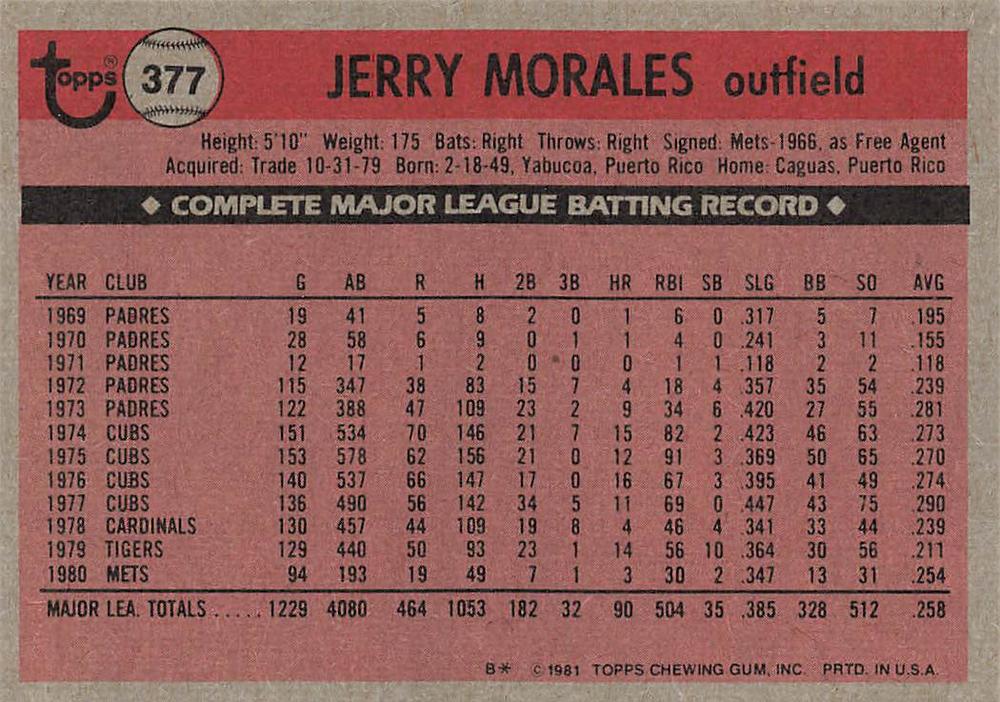 Topps® 377 JERRY MORALES outfield
Height: 5'10" Weight: 175 Bats: Right Throws: Right Signed: Mets-1966, as Free Agent
Acquired: Trade 10-31-79 Born: 2-18-49, Yabucoa, Puerto Rico Home: Caguas, Puerto Rico
◆ COMPLETE MAJOR LEAGUE BATTING RECORD ◆
YEAR CLUB G AB R H 2B 3B HR RBI SB SLG BB SO AVG
1969 PADRES 19 41 5 8 2 0 1 6 0 .317 5 7 .195
1970 PADRES 28 58 6 9 0 1 1 4 0 .241 3 11 .155
1971 PADRES 12 17 1 2 0 0 0 1 1 .118 2 2 .118
1972 PADRES 115 347 38 83 15 7 4 18 4 .357 35 54 .239
1973 PADRES 122 388 47 109 23 2 9 34 6 .420 27 55 .281
1974 CUBS 151 534 70 146 21 7 15 82 2 .423 46 63 .273
1975 CUBS 153 578 62 156 21 0 12 91 3 .369 50 65 .270
1976 CUBS 140 537 66 147 17 0 16 67 3 .395 41 49 .274
1977 CUBS 136 490 56 142 34 5 11 69 0 .447 43 75 .290
1978 CARDINALS 130 457 44 109 19 8 4 46 4 .341 33 44 .239
1979 TIGERS 129 440 50 93 23 1 14 56 10 .364 30 56 .211
1980 METS 94 193 19 49 7 1 3 30 2 .347 13 31 .254
MAJOR LEA. TOTALS ..... 1229 4080 464 1053 182 32 90 504 35 .385 328 512 .258
B* © 1981 TOPPS CHEWING GUM, INC. PRTD. IN U.S.A.